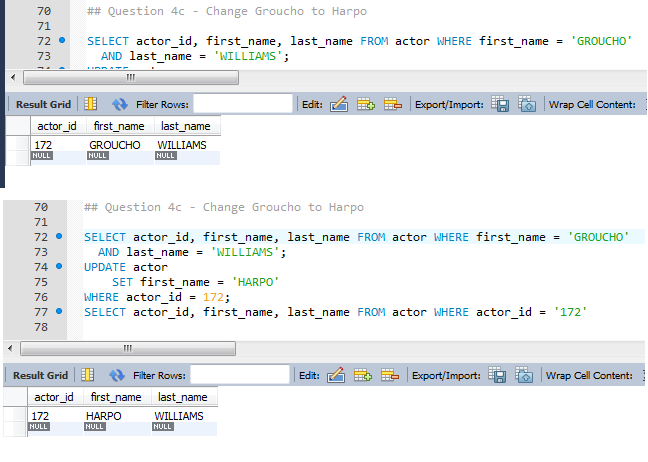 70 ## Question 4c - Change Groucho to Harpo
71
72 SELECT actor_id, first_name, last_name FROM actor WHERE first_name = 'GROUCHO'
73 AND last_name = 'WILLIAMS';
Result Grid Filter Rows: Edit: Export/Import: Wrap Cell Content:
actor_id first_name last_name
172 GROUCHO WILLIAMS
NULL NULL NULL
70 ## Question 4c - Change Groucho to Harpo
71
72 SELECT actor_id, first_name, last_name FROM actor WHERE first_name = 'GROUCHO'
73 AND last_name = 'WILLIAMS';
74 UPDATE actor
75 SET first_name = 'HARPO'
76 WHERE actor_id = 172;
77 SELECT actor_id, first_name, last_name FROM actor WHERE actor_id = '172'
78
Result Grid Filter Rows: Edit: Export/Import: Wrap Cell Content:
actor_id first_name last_name
172 HARPO WILLIAMS
NULL NULL NULL